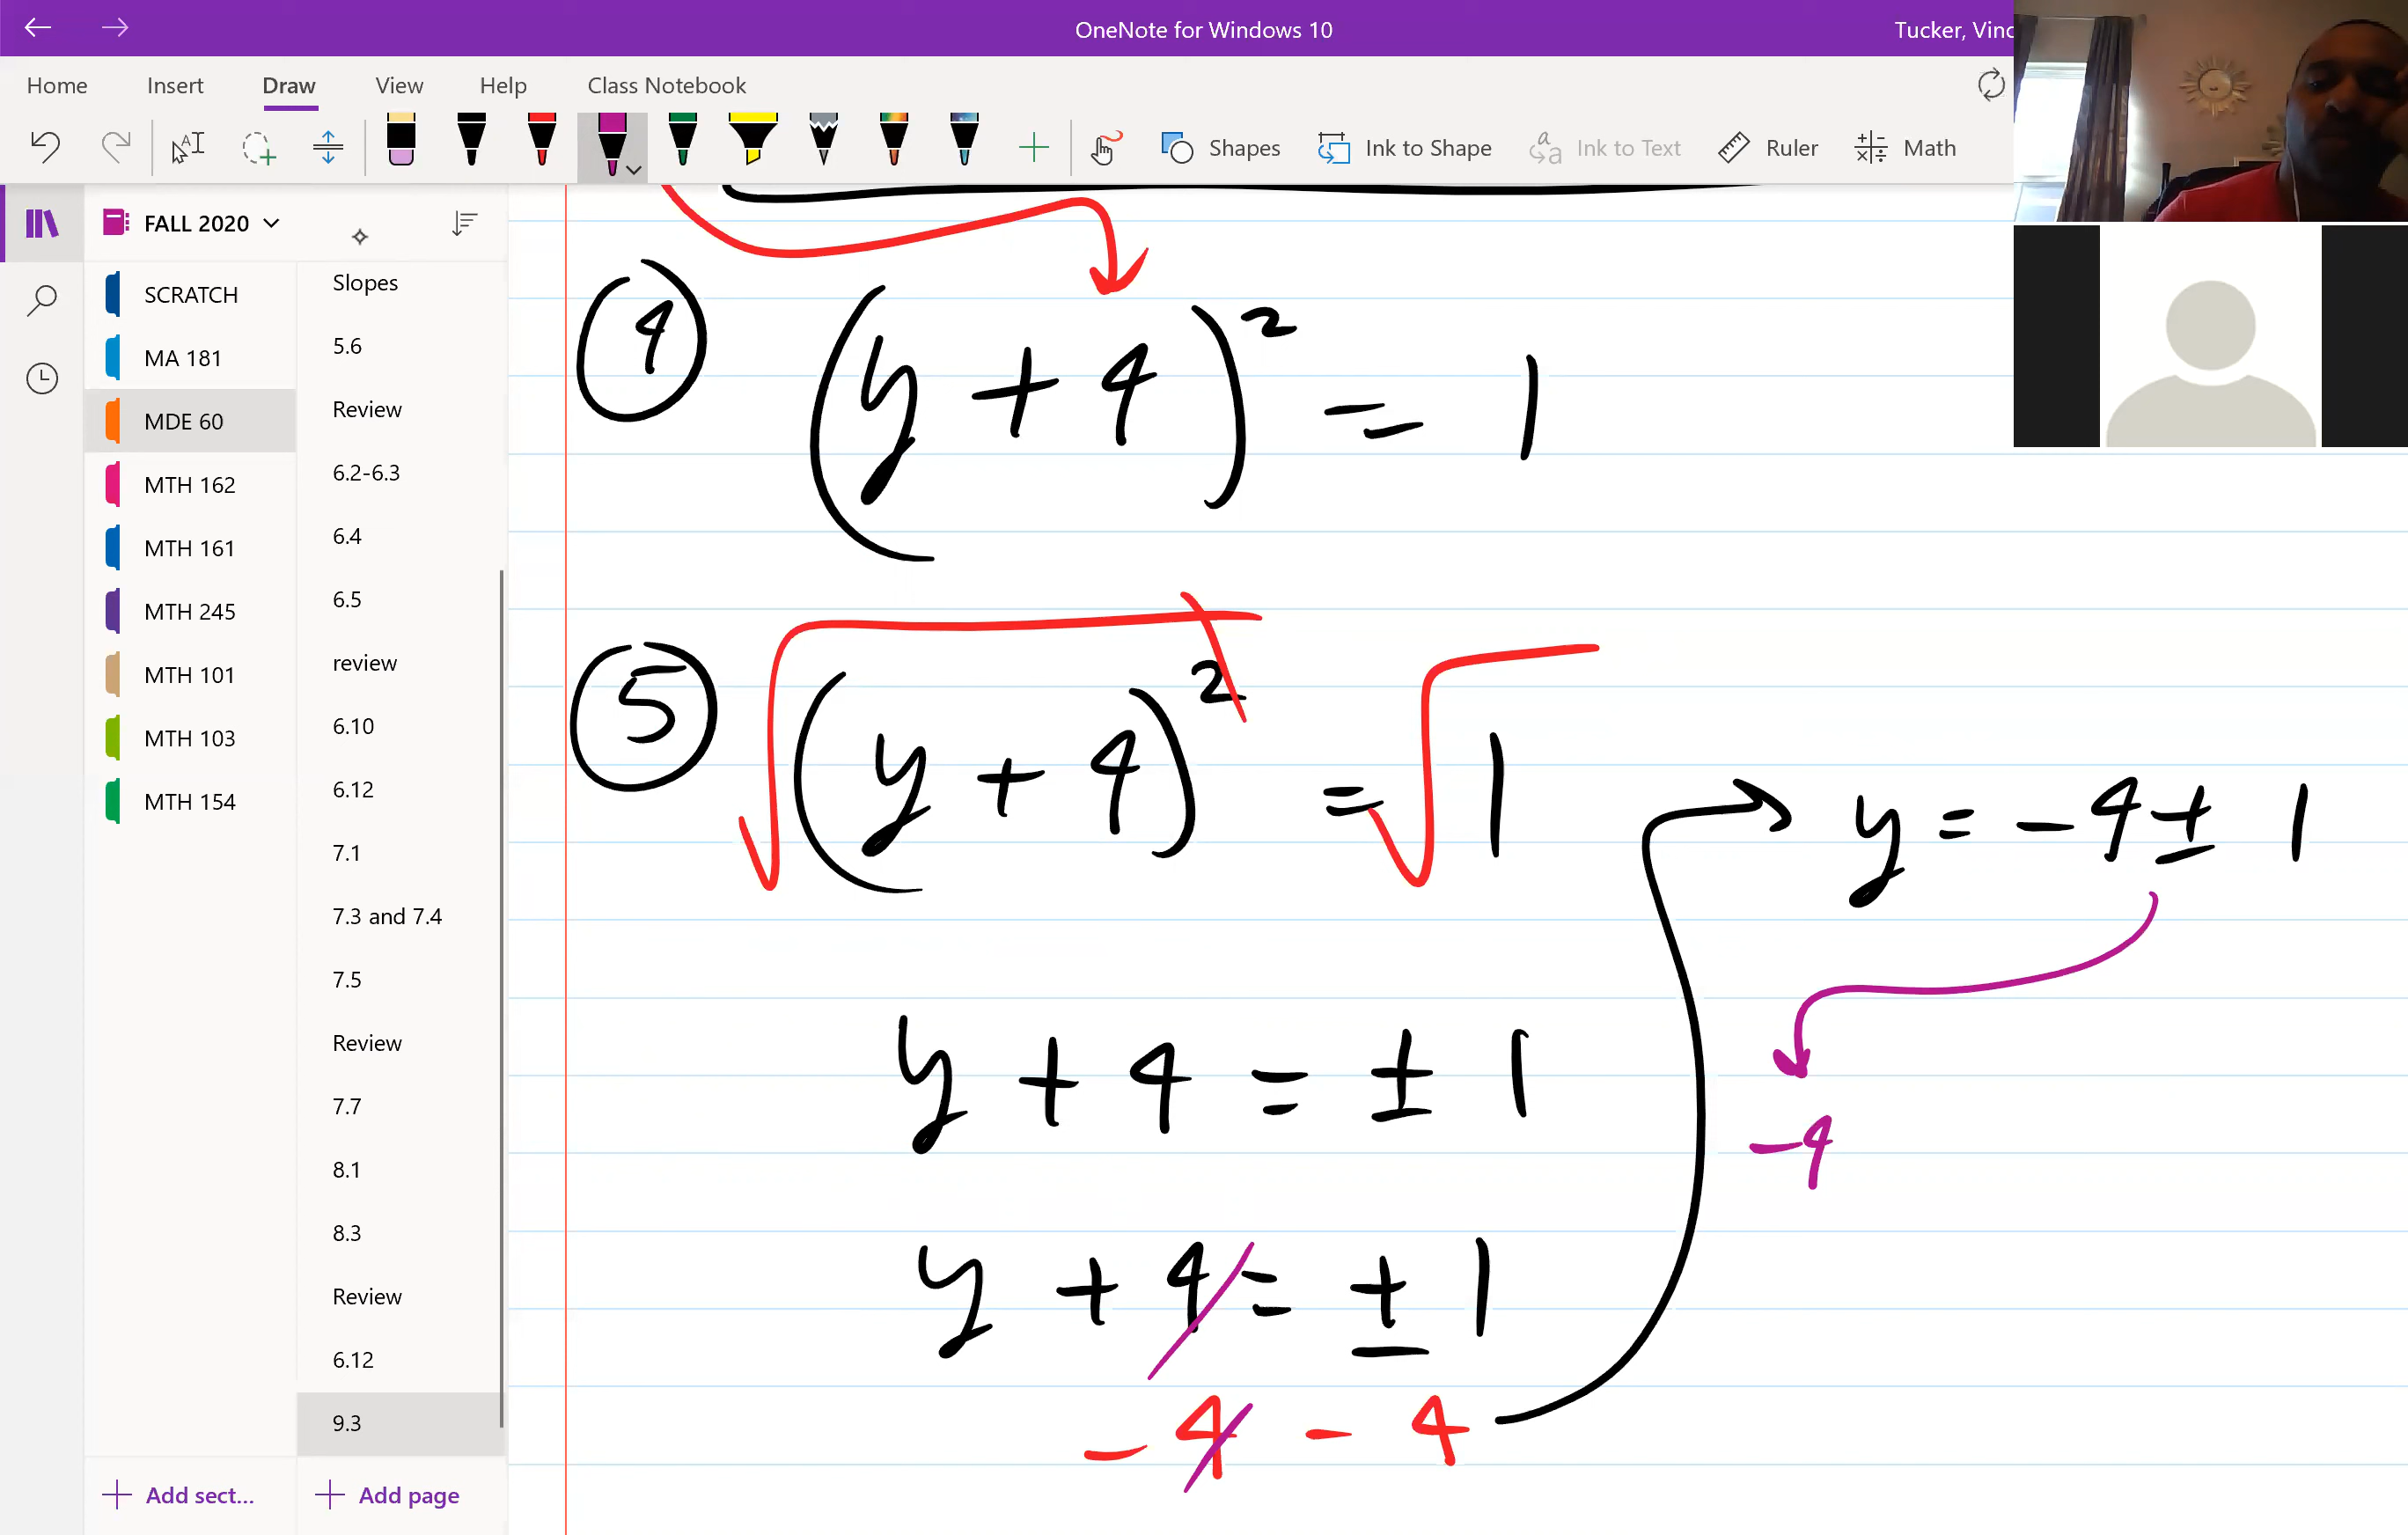 OneNote for Windows 10
Tucker, Vinc
Home Insert Draw View Help Class Notebook
Shapes Ink to Shape Ink to Text Ruler Math
FALL 2020
SCRATCH
MA 181
MDE 60
MTH 162
MTH 161
MTH 245
MTH 101
MTH 103
MTH 154
Add sect...
Slopes
5.6
Review
6.2-6.3
6.4
6.5
review
6.10
6.12
7.1
7.3 and 7.4
7.5
Review
7.7
8.1
8.3
Review
6.12
9.3
Add page
4 (y + 4)² = 1
5 √(y + 4)² = √1
y + 4 = ± 1
y + 4 = ± 1
- 4 - 4
y = -4 ± 1
-4